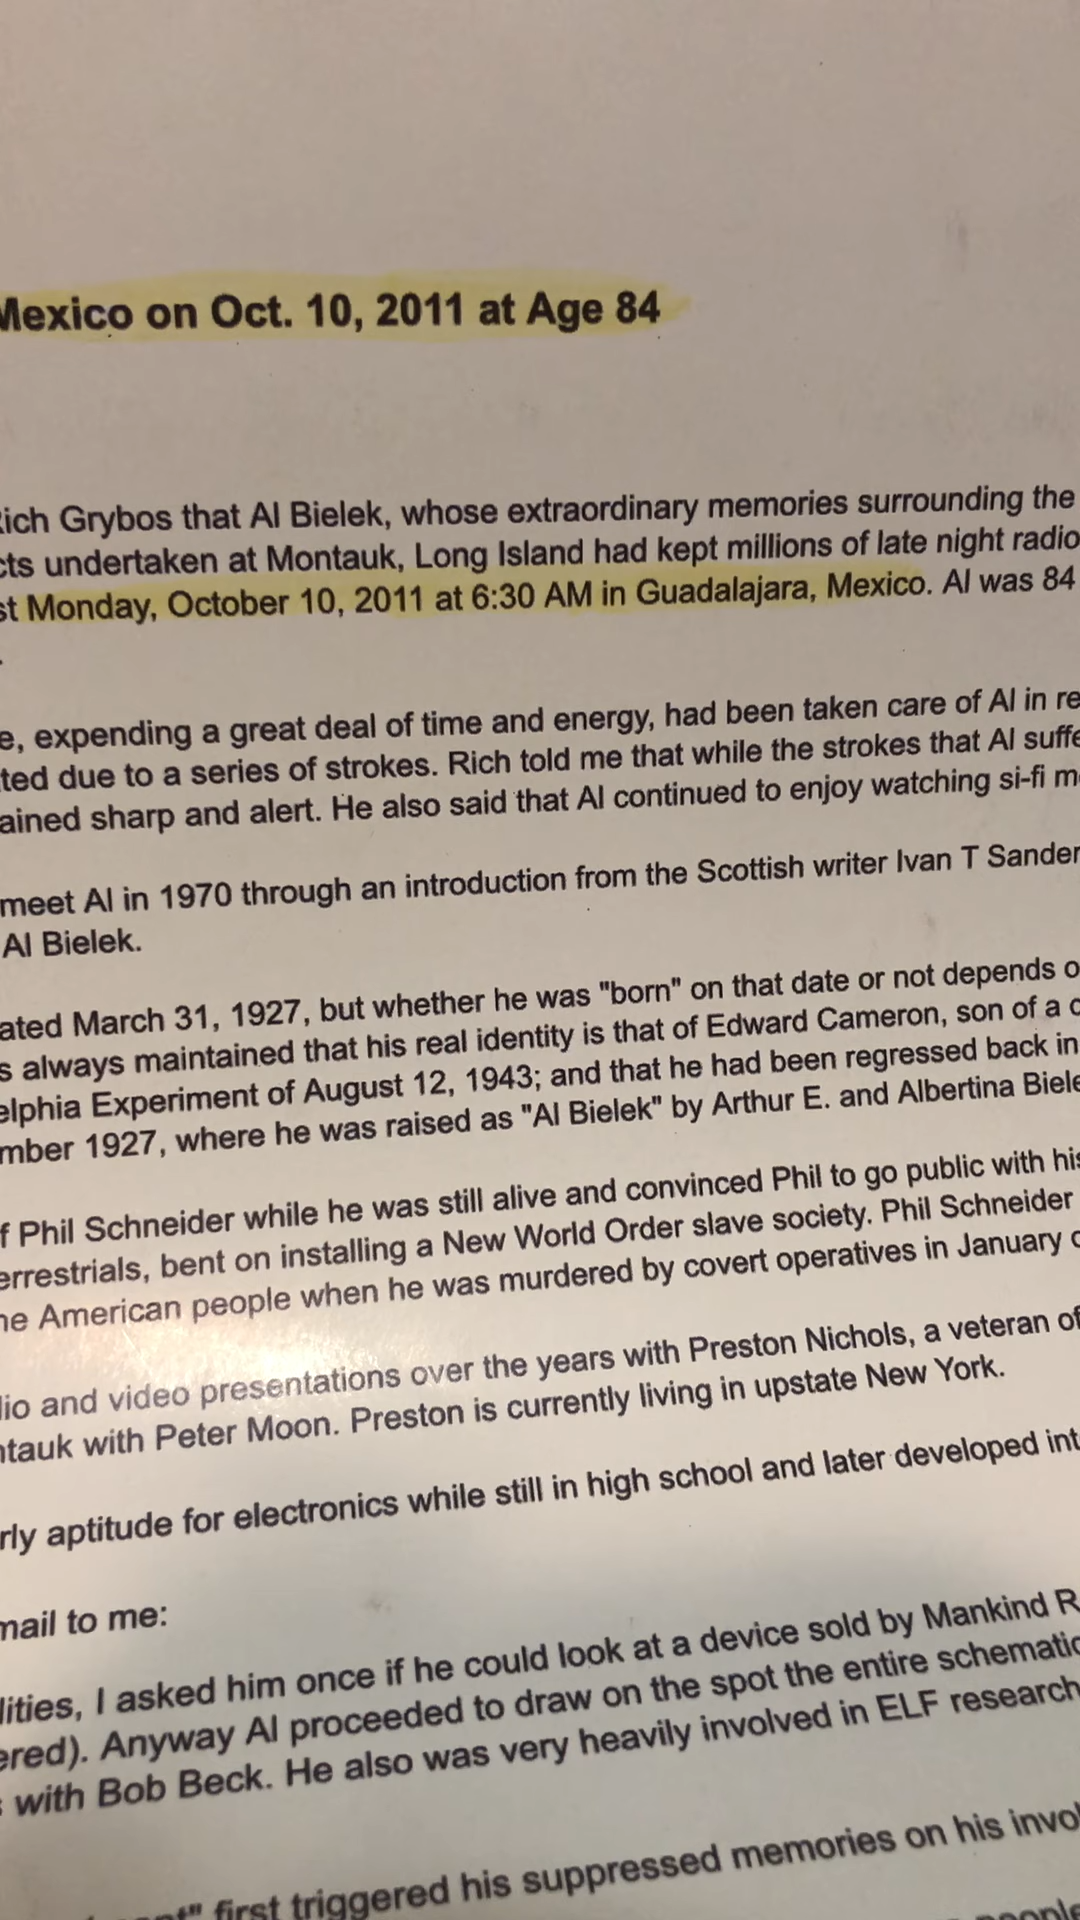 Mexico on Oct. 10, 2011 at Age 84
Rich Grybos that Al Bielek, whose extraordinary memories surrounding the
cts undertaken at Montauk, Long Island had kept millions of late night radio
st Monday, October 10, 2011 at 6:30 AM in Guadalajara, Mexico. Al was 84
.
e, expending a great deal of time and energy, had been taken care of Al in re
ted due to a series of strokes. Rich told me that while the strokes that Al suffe
ained sharp and alert. He also said that Al continued to enjoy watching si-fi m
meet Al in 1970 through an introduction from the Scottish writer Ivan T Sander
Al Bielek.
ated March 31, 1927, but whether he was "born" on that date or not depends o
s always maintained that his real identity is that of Edward Cameron, son of a c
elphia Experiment of August 12, 1943; and that he had been regressed back in
mber 1927, where he was raised as "Al Bielek" by Arthur E. and Albertina Biele
f Phil Schneider while he was still alive and convinced Phil to go public with his
errestrials, bent on installing a New World Order slave society. Phil Schneider
he American people when he was murdered by covert operatives in January o
dio and video presentations over the years with Preston Nichols, a veteran of
ntauk with Peter Moon. Preston is currently living in upstate New York.
rly aptitude for electronics while still in high school and later developed int
mail to me:
lities, I asked him once if he could look at a device sold by Mankind R
ered). Anyway Al proceeded to draw on the spot the entire schematic
s with Bob Beck. He also was very heavily involved in ELF research
" first triggered his suppressed memories on his invol